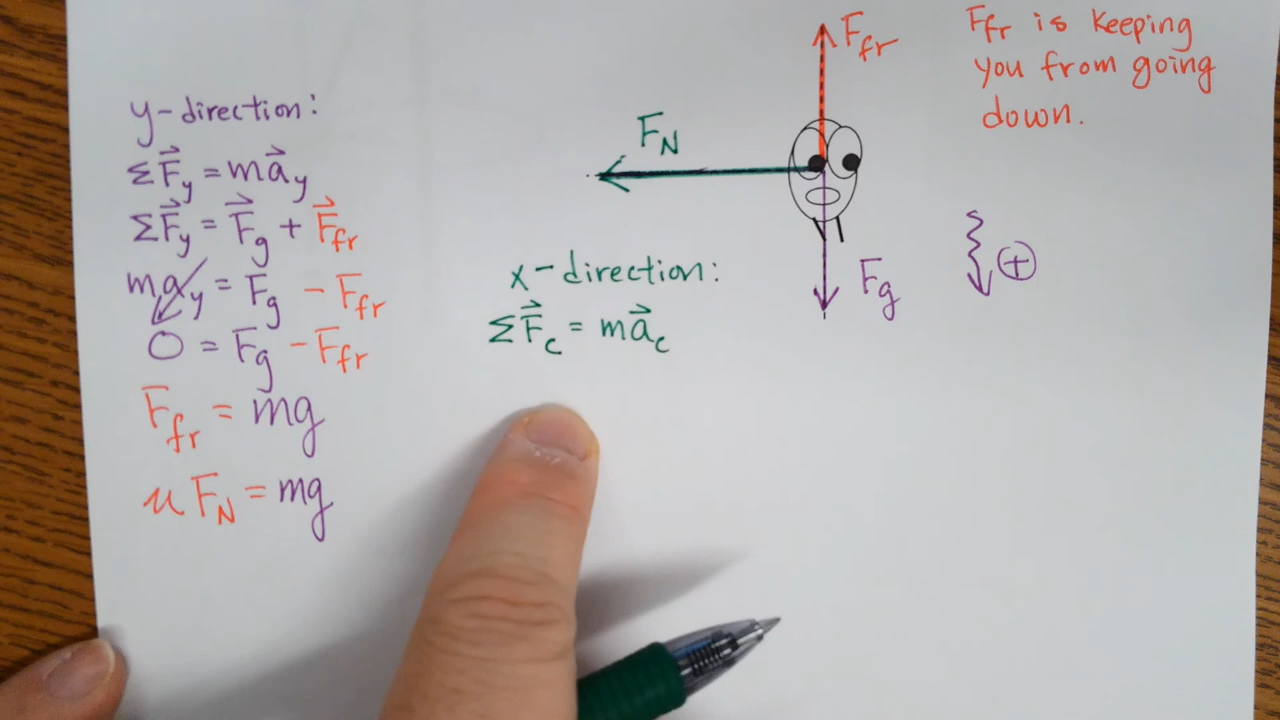 y-direction:
ΣF⃗y = ma⃗y
ΣF⃗y = F⃗g + F⃗fr
may = Fg - Ffr
0 = Fg - Ffr
Ffr = mg
μFN = mg
x-direction:
ΣF⃗c = ma⃗c
FN
Ffr
Fg
Ffr is keeping
you from going
down.
+